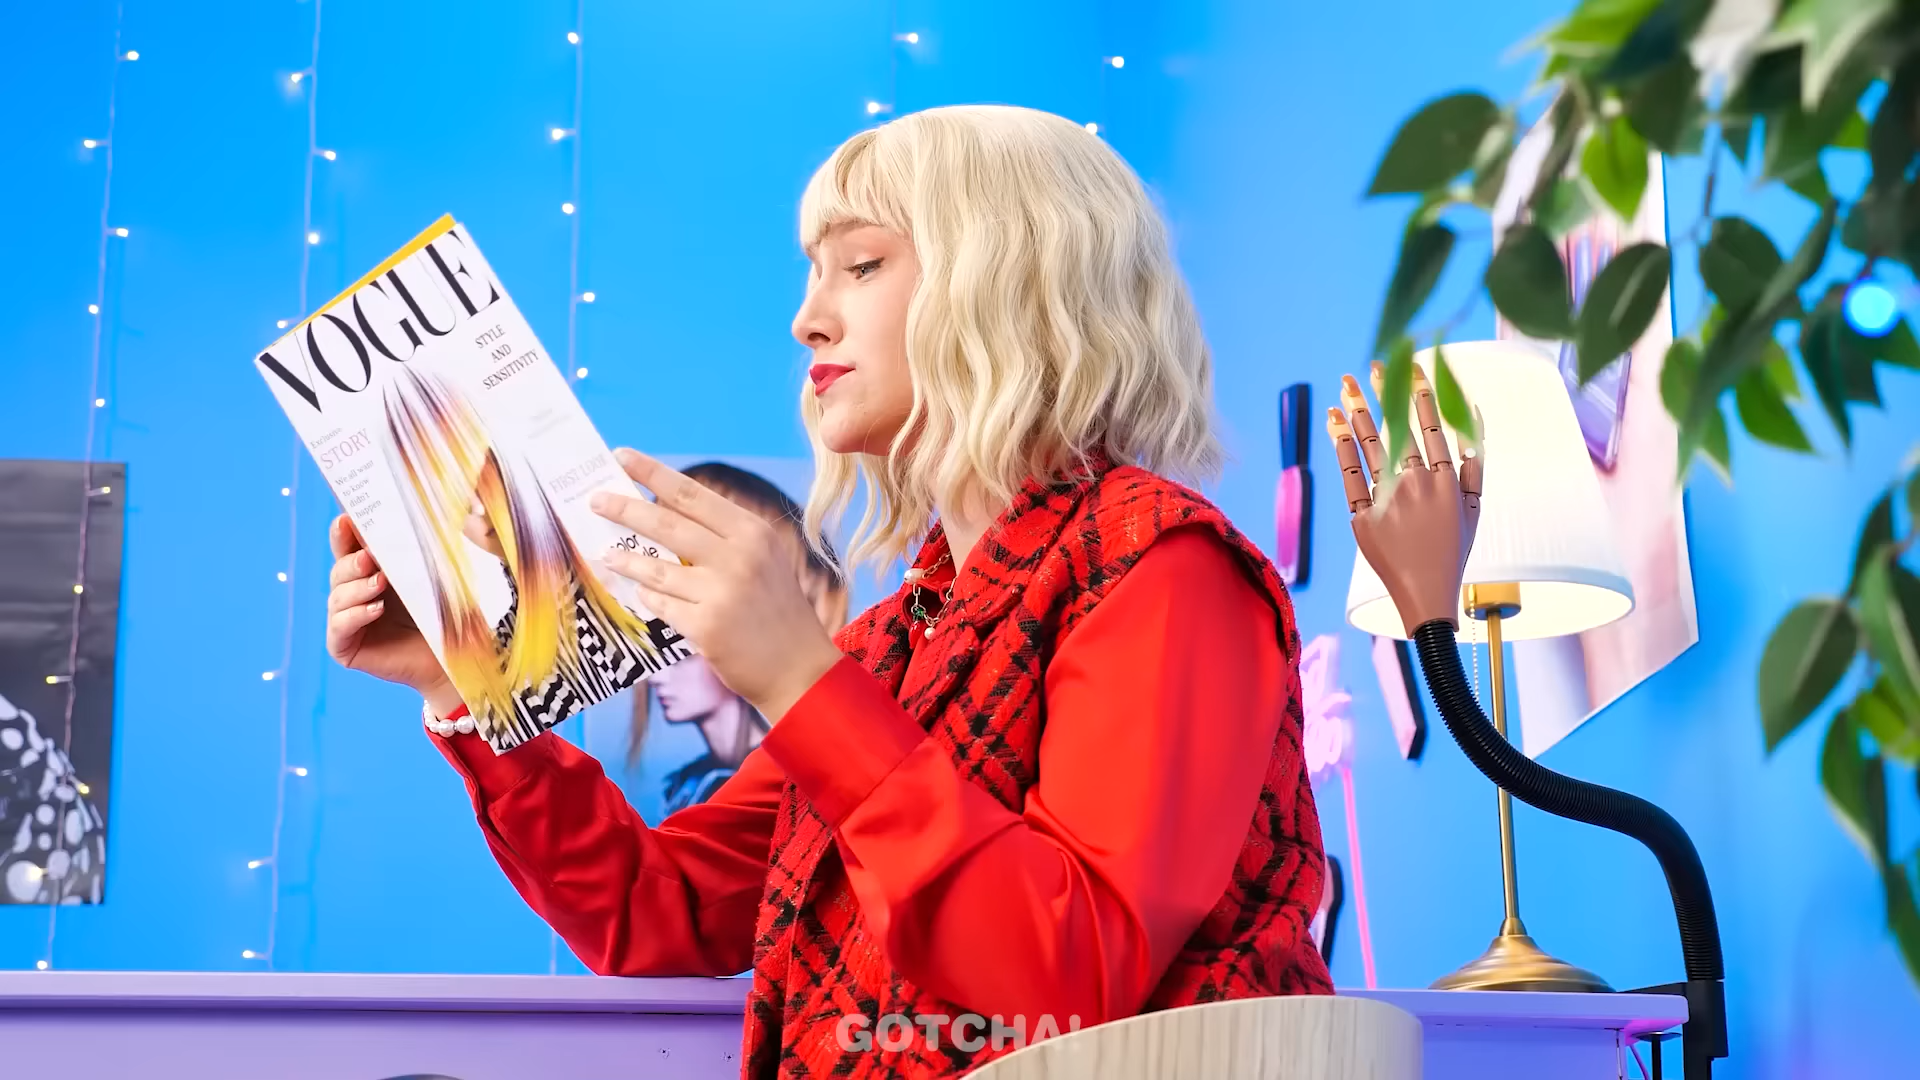 VOGUE
STYLE
AND
SENSITIVITY
Exclusive
STORY
We all want
to know
didn't
happen
yet
FIRST LOOK
GOTCHA!